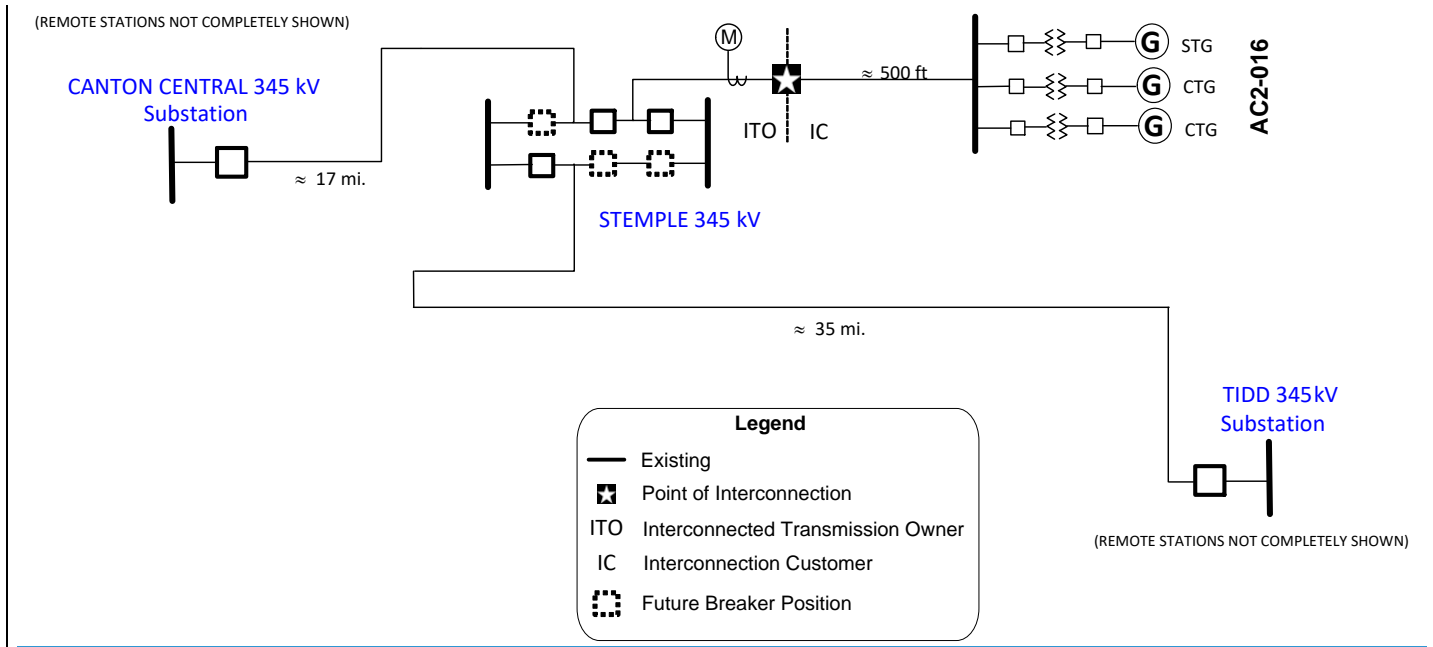 (REMOTE STATIONS NOT COMPLETELY SHOWN)
CANTON CENTRAL 345 kV
Substation
≈ 17 mi.
M
≈ 500 ft
ITO
IC
G STG
G CTG
G CTG
AC2-016
STEMPLE 345 kV
≈ 35 mi.
TIDD 345kV
Substation
(REMOTE STATIONS NOT COMPLETELY SHOWN)
Legend
Existing
Point of Interconnection
ITO Interconnected Transmission Owner
IC Interconnection Customer
Future Breaker Position